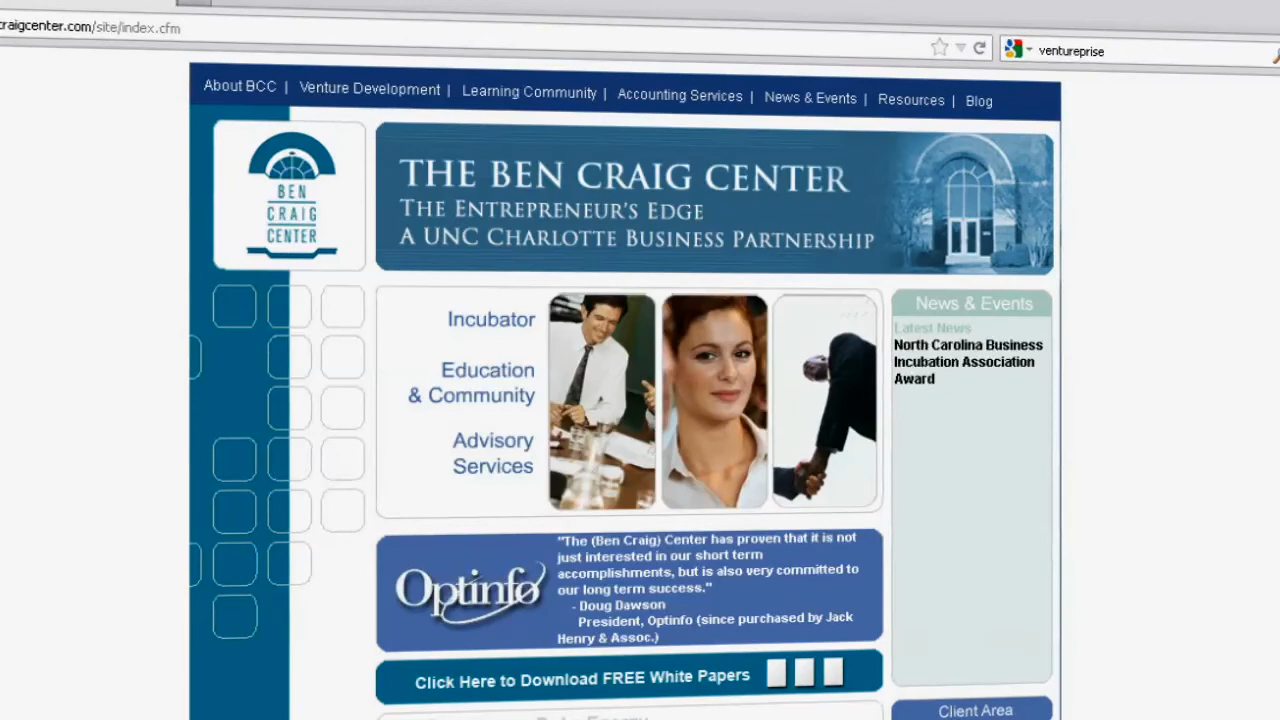 craigcenter.com/site/index.cfm
ventureprise
About BCC | Venture Development | Learning Community | Accounting Services | News & Events | Resources | Blog
BEN
CRAIG
CENTER
THE BEN CRAIG CENTER
THE ENTREPRENEUR'S EDGE
A UNC CHARLOTTE BUSINESS PARTNERSHIP
Incubator
Education
& Community
Advisory
Services
News & Events
Latest News
North Carolina Business
Incubation Association
Award
Optinfo
"The (Ben Craig) Center has proven that it is not
just interested in our short term
accomplishments, but is also very committed to
our long term success."
- Doug Dawson
President, Optinfo (since purchased by Jack
Henry & Assoc.)
Click Here to Download FREE White Papers
Client Area